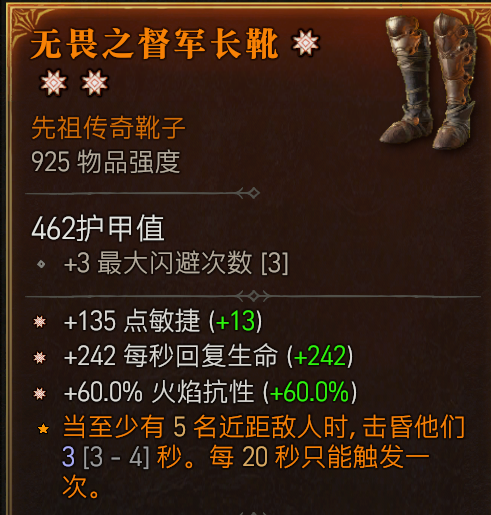 无畏之督军长靴
先祖传奇靴子
925 物品强度
462护甲值
+3 最大闪避次数 [3]
+135 点敏捷 (+13)
+242 每秒回复生命 (+242)
+60.0% 火焰抗性 (+60.0%)
当至少有 5 名近距敌人时, 击昏他们
3 [3 - 4] 秒。每 20 秒只能触发一
次。